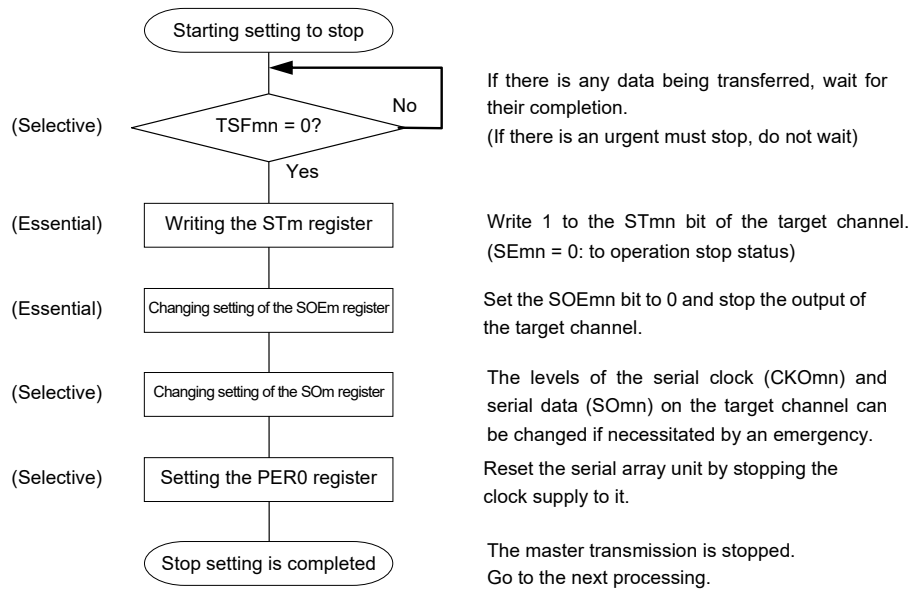 Starting setting to stop
If there is any data being transferred, wait for
their completion.
(If there is an urgent must stop, do not wait)
(Selective)
TSFmn = 0?
No
Yes
(Essential)
Writing the STm register
Write 1 to the STmn bit of the target channel.
(SEmn = 0: to operation stop status)
(Essential)
Changing setting of the SOEm register
Set the SOEmn bit to 0 and stop the output of
the target channel.
(Selective)
Changing setting of the SOm register
The levels of the serial clock (CKOmn) and
serial data (SOmn) on the target channel can
be changed if necessitated by an emergency.
(Selective)
Setting the PER0 register
Reset the serial array unit by stopping the
clock supply to it.
Stop setting is completed
The master transmission is stopped.
Go to the next processing.